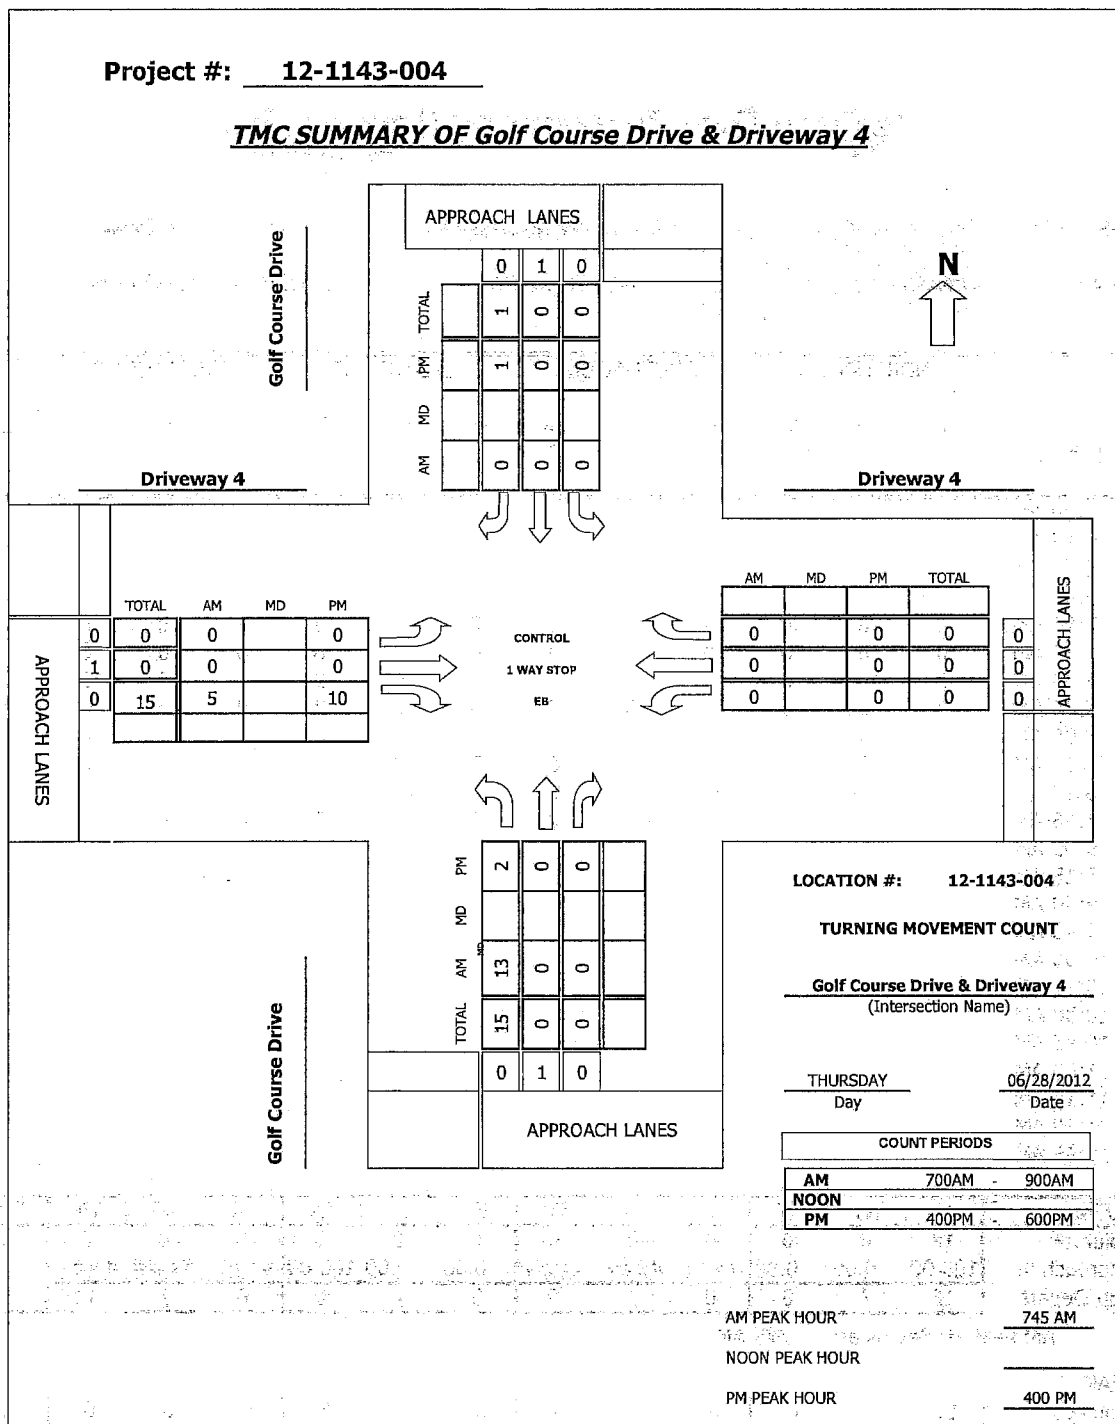 Project #: 12-1143-004
TMC SUMMARY OF Golf Course Drive & Driveway 4
APPROACH LANES
Golf Course Drive
0 1 0
N
TOTAL 1 0 0
PM 1 0 0
MD
AM 0 0 0
Driveway 4
Driveway 4
TOTAL AM MD PM
0 0 0 0
1 0 0 0
0 15 5 10
APPROACH LANES
CONTROL
1 WAY STOP
EB
AM MD PM TOTAL
0 0 0 0
0 0 0 0
0 0 0 0
APPROACH LANES
PM 2 0 0
MD
MD
AM 13 0 0
TOTAL 15 0 0
0 1 0
APPROACH LANES
Golf Course Drive
LOCATION #: 12-1143-004
TURNING MOVEMENT COUNT
Golf Course Drive & Driveway 4
(Intersection Name)
THURSDAY 06/28/2012
Day Date
COUNT PERIODS
AM 700AM - 900AM
NOON
PM 400PM - 600PM
AM PEAK HOUR 745 AM
NOON PEAK HOUR
PM PEAK HOUR 400 PM